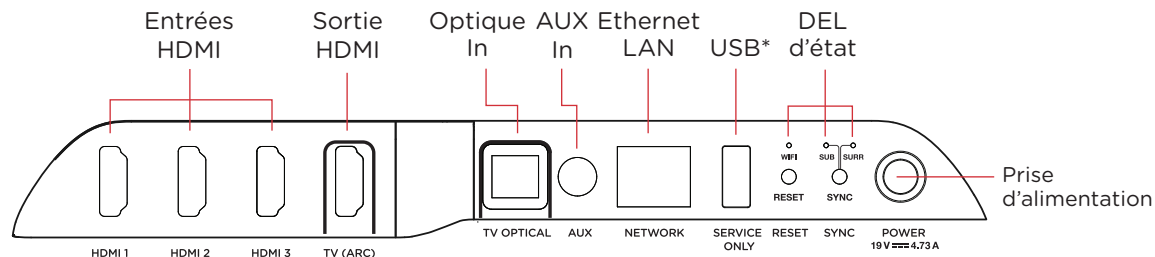 Entrées
HDMI
Sortie
HDMI
Optique
In
AUX
In
Ethernet
LAN
USB*
DEL
d'état
WIFI
SUB
SURR
RESET
SYNC
Prise
d'alimentation
HDMI 1
HDMI 2
HDMI 3
TV (ARC)
TV OPTICAL
AUX
NETWORK
SERVICE
ONLY
RESET
SYNC
POWER
19 V ⎓ 4.73 A